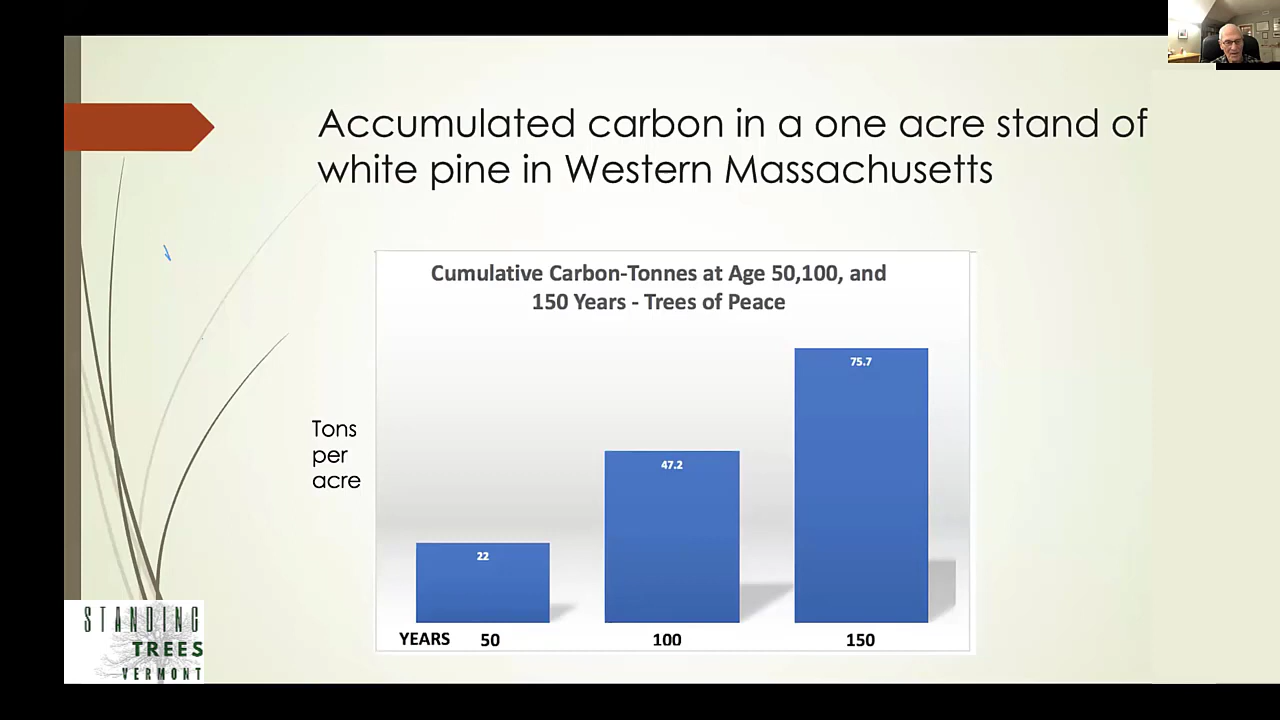 Accumulated carbon in a one acre stand of
white pine in Western Massachusetts
Cumulative Carbon-Tonnes at Age 50,100, and
150 Years - Trees of Peace
75.7
Tons
per
acre
47.2
22
YEARS 50 100 150
STANDING
TREES
VERMONT